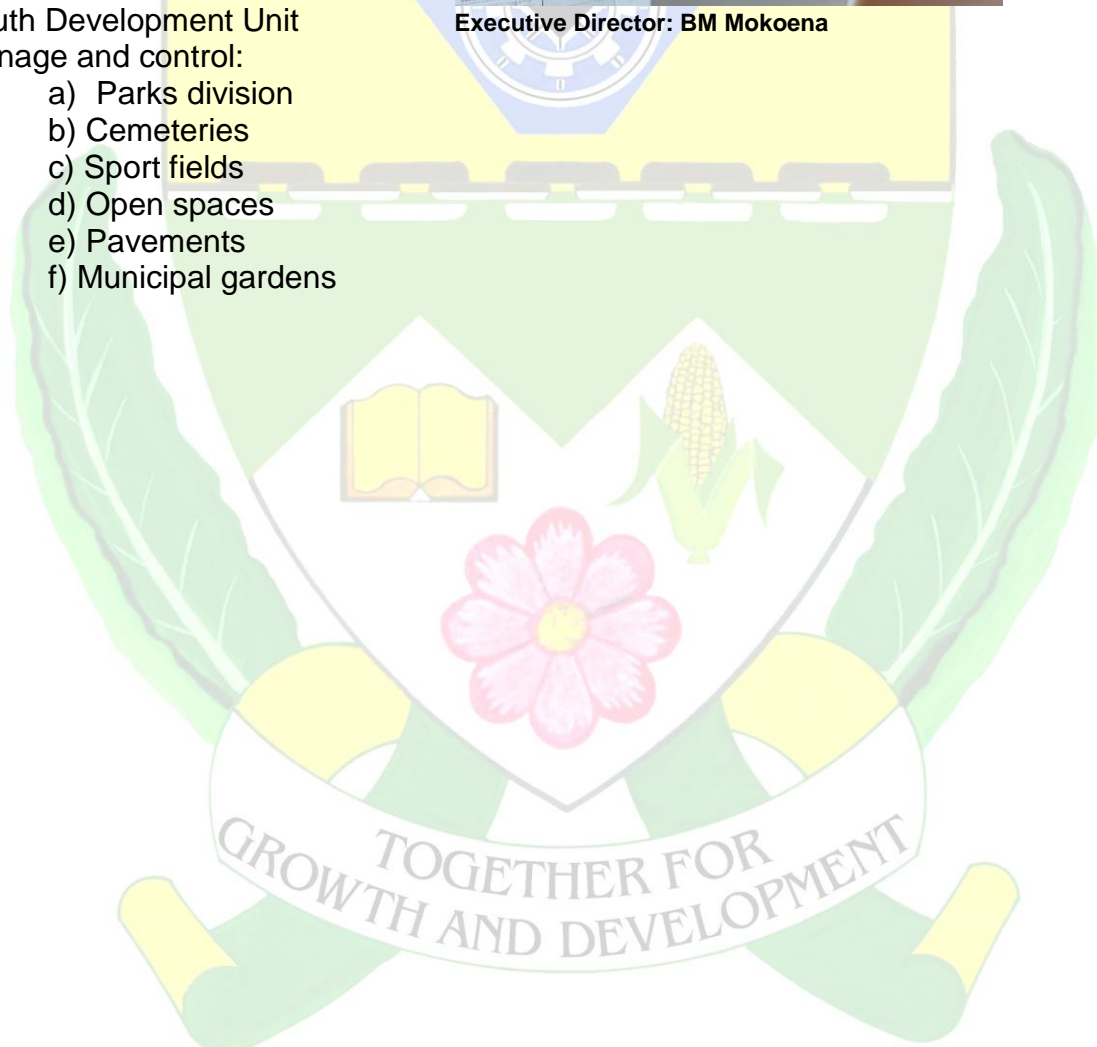 uth Development Unit
nage and control:
a) Parks division
b) Cemeteries
c) Sport fields
d) Open spaces
e) Pavements
f) Municipal gardens
Executive Director: BM Mokoena
TOGETHER FOR
GROWTH AND DEVELOPMENT